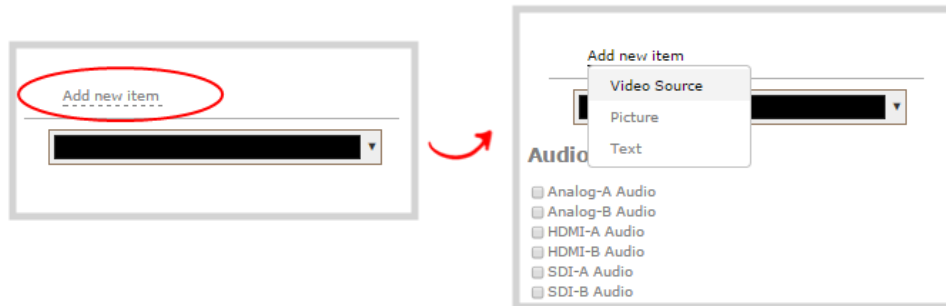 Add new item
Add new item
Video Source
Picture
Text
Audio
Analog-A Audio
Analog-B Audio
HDMI-A Audio
HDMI-B Audio
SDI-A Audio
SDI-B Audio